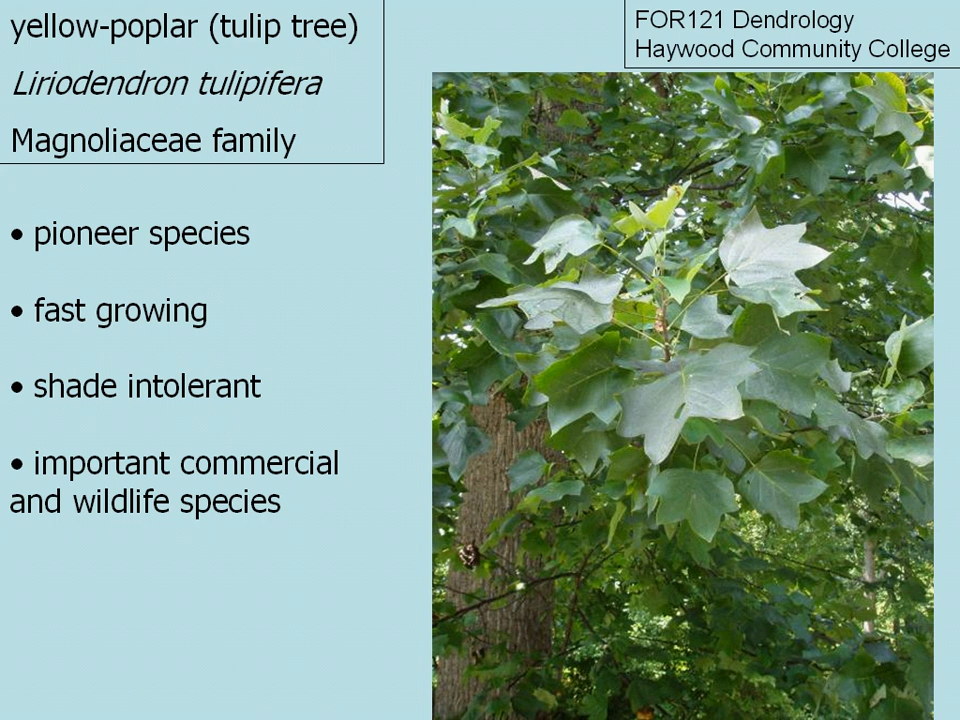 yellow-poplar (tulip tree)
Liriodendron tulipifera
Magnoliaceae family
FOR121 Dendrology
Haywood Community College
• pioneer species
• fast growing
• shade intolerant
• important commercial
and wildlife species